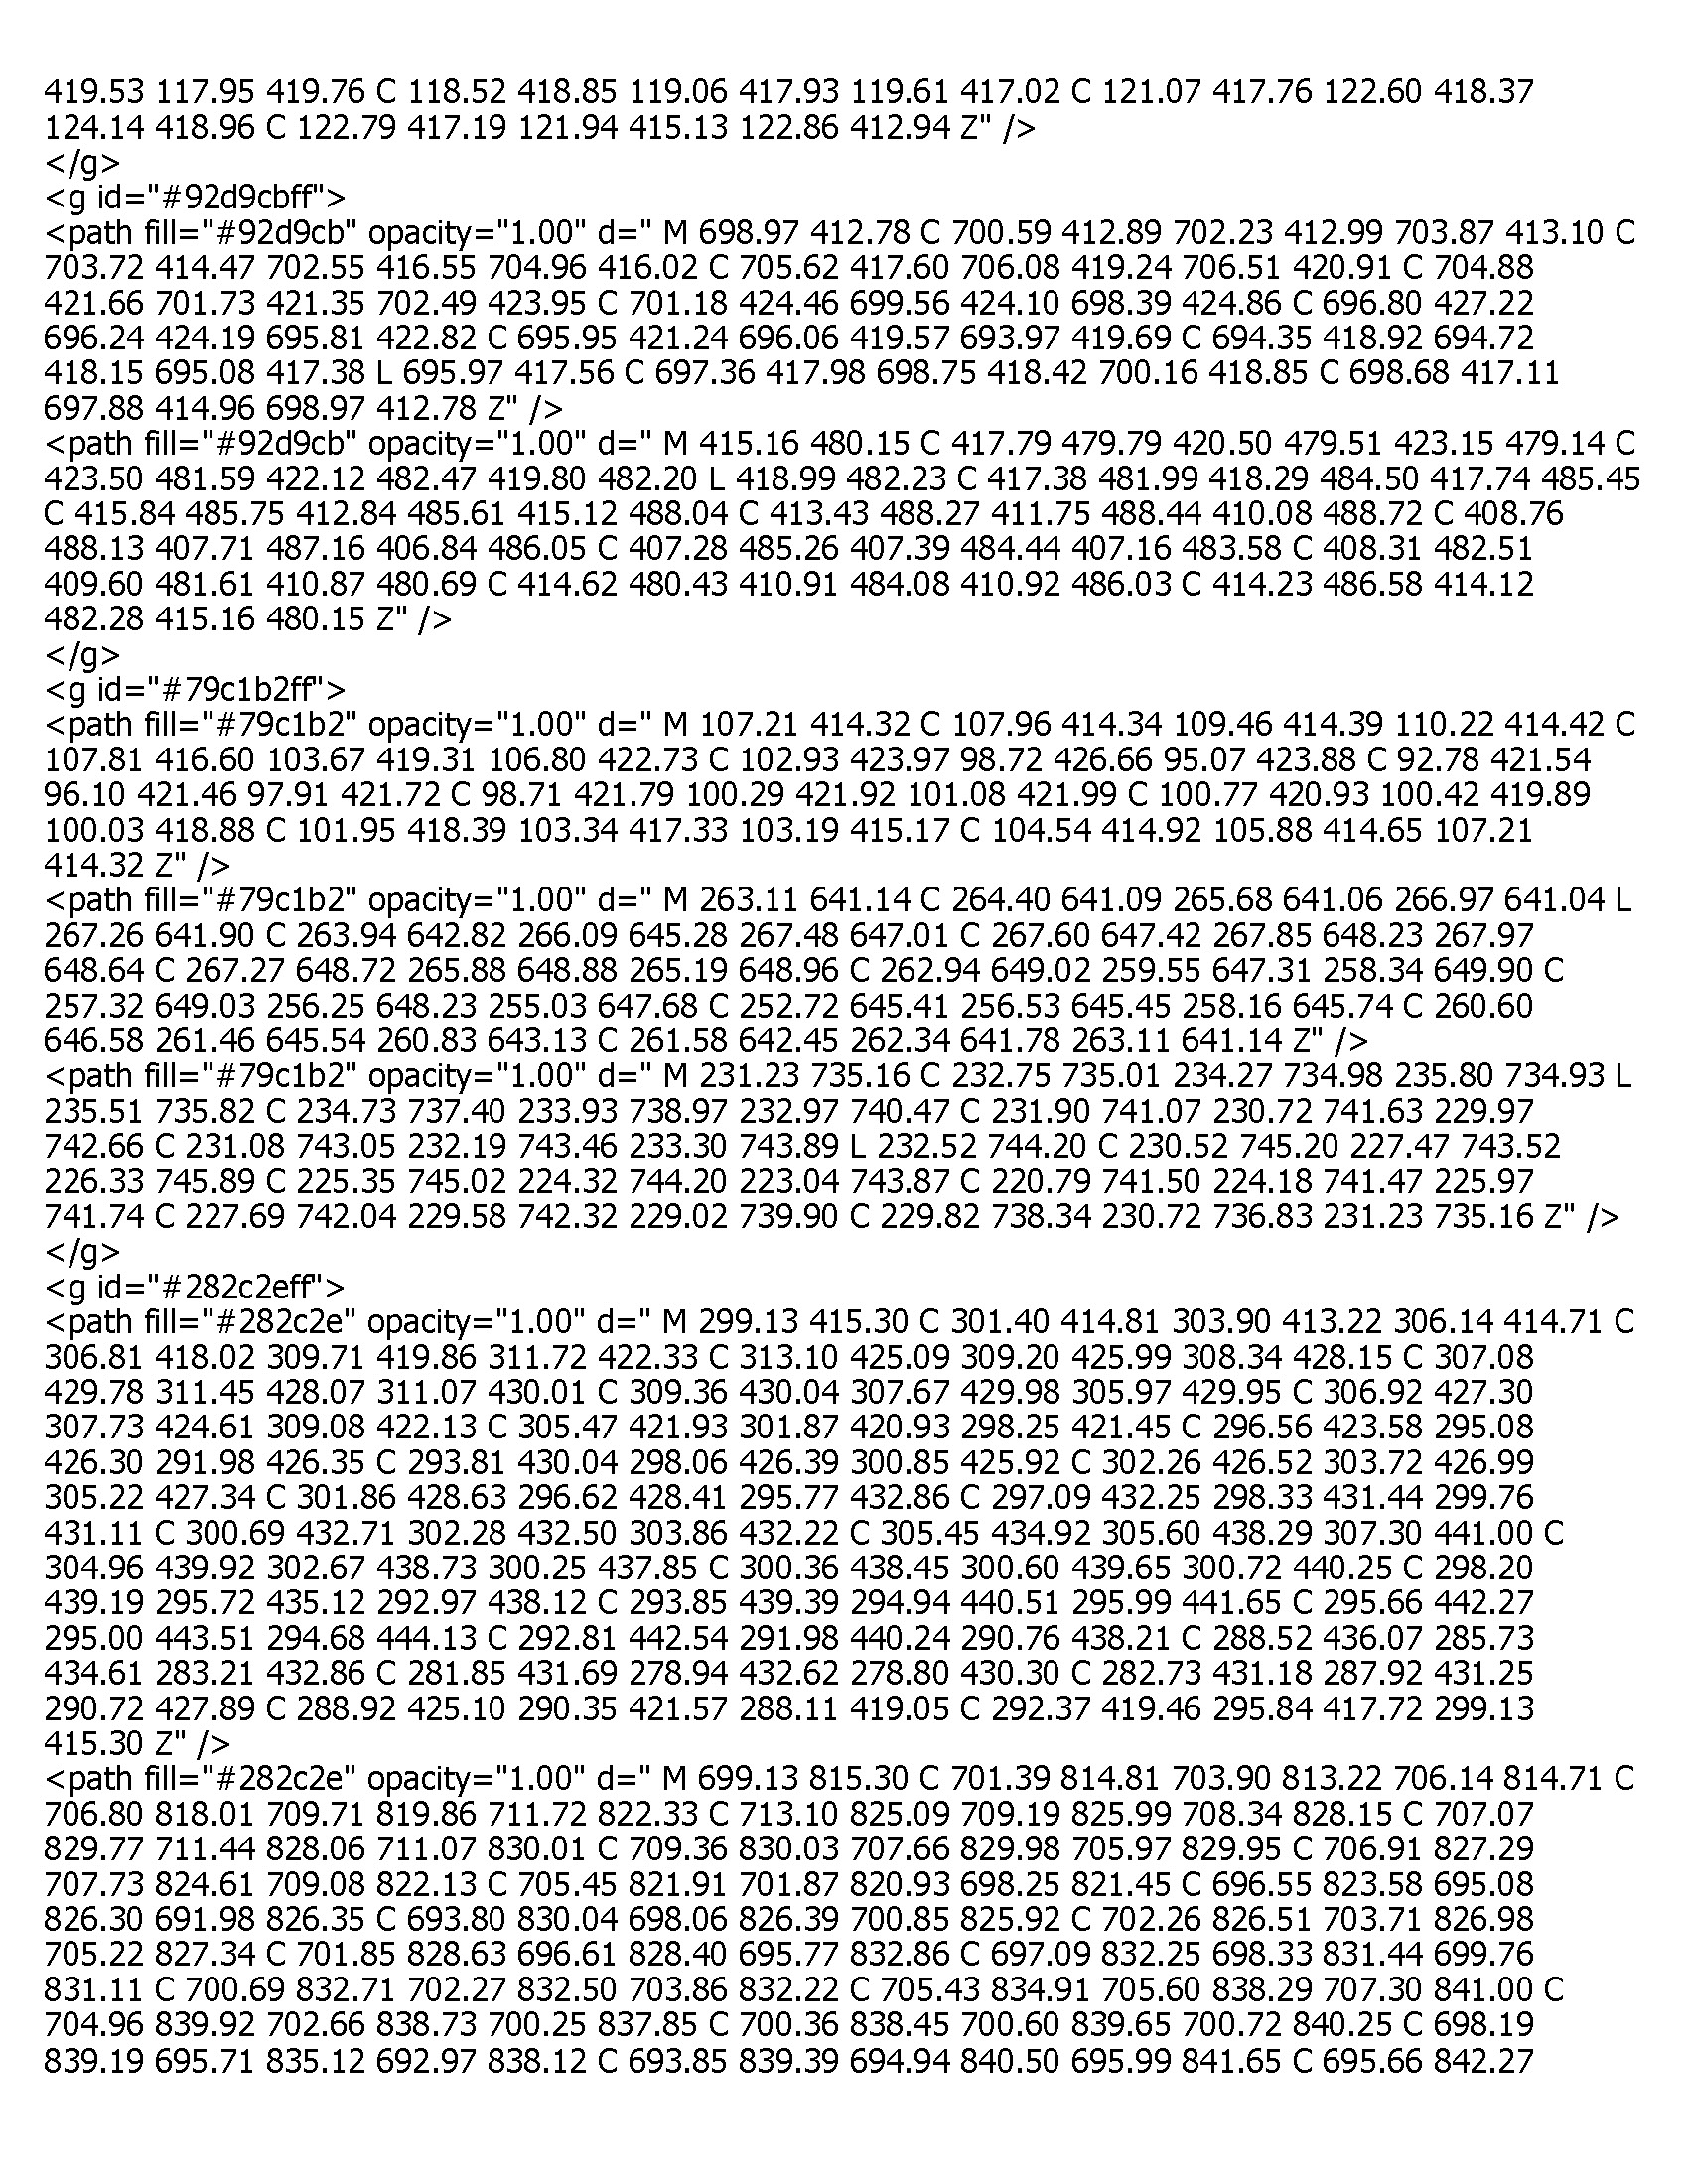 419.53 117.95 419.76 C 118.52 418.85 119.06 417.93 119.61 417.02 C 121.07 417.76 122.60 418.37
124.14 418.96 C 122.79 417.19 121.94 415.13 122.86 412.94 Z" />
</g>
<g id="#92d9cbff">
<path fill="#92d9cb" opacity="1.00" d=" M 698.97 412.78 C 700.59 412.89 702.23 412.99 703.87 413.10 C
703.72 414.47 702.55 416.55 704.96 416.02 C 705.62 417.60 706.08 419.24 706.51 420.91 C 704.88
421.66 701.73 421.35 702.49 423.95 C 701.18 424.46 699.56 424.10 698.39 424.86 C 696.80 427.22
696.24 424.19 695.81 422.82 C 695.95 421.24 696.06 419.57 693.97 419.69 C 694.35 418.92 694.72
418.15 695.08 417.38 L 695.97 417.56 C 697.36 417.98 698.75 418.42 700.16 418.85 C 698.68 417.11
697.88 414.96 698.97 412.78 Z" />
<path fill="#92d9cb" opacity="1.00" d=" M 415.16 480.15 C 417.79 479.79 420.50 479.51 423.15 479.14 C
423.50 481.59 422.12 482.47 419.80 482.20 L 418.99 482.23 C 417.38 481.99 418.29 484.50 417.74 485.45
C 415.84 485.75 412.84 485.61 415.12 488.04 C 413.43 488.27 411.75 488.44 410.08 488.72 C 408.76
488.13 407.71 487.16 406.84 486.05 C 407.28 485.26 407.39 484.44 407.16 483.58 C 408.31 482.51
409.60 481.61 410.87 480.69 C 414.62 480.43 410.91 484.08 410.92 486.03 C 414.23 486.58 414.12
482.28 415.16 480.15 Z" />
</g>
<g id="#79c1b2ff">
<path fill="#79c1b2" opacity="1.00" d=" M 107.21 414.32 C 107.96 414.34 109.46 414.39 110.22 414.42 C
107.81 416.60 103.67 419.31 106.80 422.73 C 102.93 423.97 98.72 426.66 95.07 423.88 C 92.78 421.54
96.10 421.46 97.91 421.72 C 98.71 421.79 100.29 421.92 101.08 421.99 C 100.77 420.93 100.42 419.89
100.03 418.88 C 101.95 418.39 103.34 417.33 103.19 415.17 C 104.54 414.92 105.88 414.65 107.21
414.32 Z" />
<path fill="#79c1b2" opacity="1.00" d=" M 263.11 641.14 C 264.40 641.09 265.68 641.06 266.97 641.04 L
267.26 641.90 C 263.94 642.82 266.09 645.28 267.48 647.01 C 267.60 647.42 267.85 648.23 267.97
648.64 C 267.27 648.72 265.88 648.88 265.19 648.96 C 262.94 649.02 259.55 647.31 258.34 649.90 C
257.32 649.03 256.25 648.23 255.03 647.68 C 252.72 645.41 256.53 645.45 258.16 645.74 C 260.60
646.58 261.46 645.54 260.83 643.13 C 261.58 642.45 262.34 641.78 263.11 641.14 Z" />
<path fill="#79c1b2" opacity="1.00" d=" M 231.23 735.16 C 232.75 735.01 234.27 734.98 235.80 734.93 L
235.51 735.82 C 234.73 737.40 233.93 738.97 232.97 740.47 C 231.90 741.07 230.72 741.63 229.97
742.66 C 231.08 743.05 232.19 743.46 233.30 743.89 L 232.52 744.20 C 230.52 745.20 227.47 743.52
226.33 745.89 C 225.35 745.02 224.32 744.20 223.04 743.87 C 220.79 741.50 224.18 741.47 225.97
741.74 C 227.69 742.04 229.58 742.32 229.02 739.90 C 229.82 738.34 230.72 736.83 231.23 735.16 Z" />
</g>
<g id="#282c2eff">
<path fill="#282c2e" opacity="1.00" d=" M 299.13 415.30 C 301.40 414.81 303.90 413.22 306.14 414.71 C
306.81 418.02 309.71 419.86 311.72 422.33 C 313.10 425.09 309.20 425.99 308.34 428.15 C 307.08
429.78 311.45 428.07 311.07 430.01 C 309.36 430.04 307.67 429.98 305.97 429.95 C 306.92 427.30
307.73 424.61 309.08 422.13 C 305.47 421.93 301.87 420.93 298.25 421.45 C 296.56 423.58 295.08
426.30 291.98 426.35 C 293.81 430.04 298.06 426.39 300.85 425.92 C 302.26 426.52 303.72 426.99
305.22 427.34 C 301.86 428.63 296.62 428.41 295.77 432.86 C 297.09 432.25 298.33 431.44 299.76
431.11 C 300.69 432.71 302.28 432.50 303.86 432.22 C 305.45 434.92 305.60 438.29 307.30 441.00 C
304.96 439.92 302.67 438.73 300.25 437.85 C 300.36 438.45 300.60 439.65 300.72 440.25 C 298.20
439.19 295.72 435.12 292.97 438.12 C 293.85 439.39 294.94 440.51 295.99 441.65 C 295.66 442.27
295.00 443.51 294.68 444.13 C 292.81 442.54 291.98 440.24 290.76 438.21 C 288.52 436.07 285.73
434.61 283.21 432.86 C 281.85 431.69 278.94 432.62 278.80 430.30 C 282.73 431.18 287.92 431.25
290.72 427.89 C 288.92 425.10 290.35 421.57 288.11 419.05 C 292.37 419.46 295.84 417.72 299.13
415.30 Z" />
<path fill="#282c2e" opacity="1.00" d=" M 699.13 815.30 C 701.39 814.81 703.90 813.22 706.14 814.71 C
706.80 818.01 709.71 819.86 711.72 822.33 C 713.10 825.09 709.19 825.99 708.34 828.15 C 707.07
829.77 711.44 828.06 711.07 830.01 C 709.36 830.03 707.66 829.98 705.97 829.95 C 706.91 827.29
707.73 824.61 709.08 822.13 C 705.45 821.91 701.87 820.93 698.25 821.45 C 696.55 823.58 695.08
826.30 691.98 826.35 C 693.80 830.04 698.06 826.39 700.85 825.92 C 702.26 826.51 703.71 826.98
705.22 827.34 C 701.85 828.63 696.61 828.40 695.77 832.86 C 697.09 832.25 698.33 831.44 699.76
831.11 C 700.69 832.71 702.27 832.50 703.86 832.22 C 705.43 834.91 705.60 838.29 707.30 841.00 C
704.96 839.92 702.66 838.73 700.25 837.85 C 700.36 838.45 700.60 839.65 700.72 840.25 C 698.19
839.19 695.71 835.12 692.97 838.12 C 693.85 839.39 694.94 840.50 695.99 841.65 C 695.66 842.27